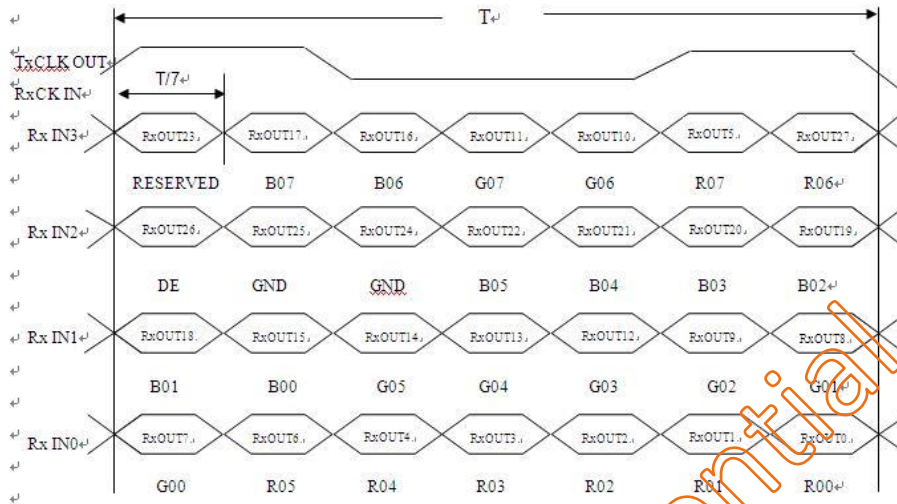 T
TxCLK OUT
T/7
RxCK IN
Rx IN3 RxOUT23 RxOUT17 RxOUT16 RxOUT11 RxOUT10 RxOUT5 RxOUT27
RESERVED B07 B06 G07 G06 R07 R06
Rx IN2 RxOUT26 RxOUT25 RxOUT24 RxOUT22 RxOUT21 RxOUT20 RxOUT19
DE GND GND B05 B04 B03 B02
Rx IN1 RxOUT18 RxOUT15 RxOUT14 RxOUT13 RxOUT12 RxOUT9 RxOUT8
B01 B00 G05 G04 G03 G02 G01
Rx IN0 RxOUT7 RxOUT6 RxOUT4 RxOUT3 RxOUT2 RxOUT1 RxOUT0
G00 R05 R04 R03 R02 R01 R00
ential